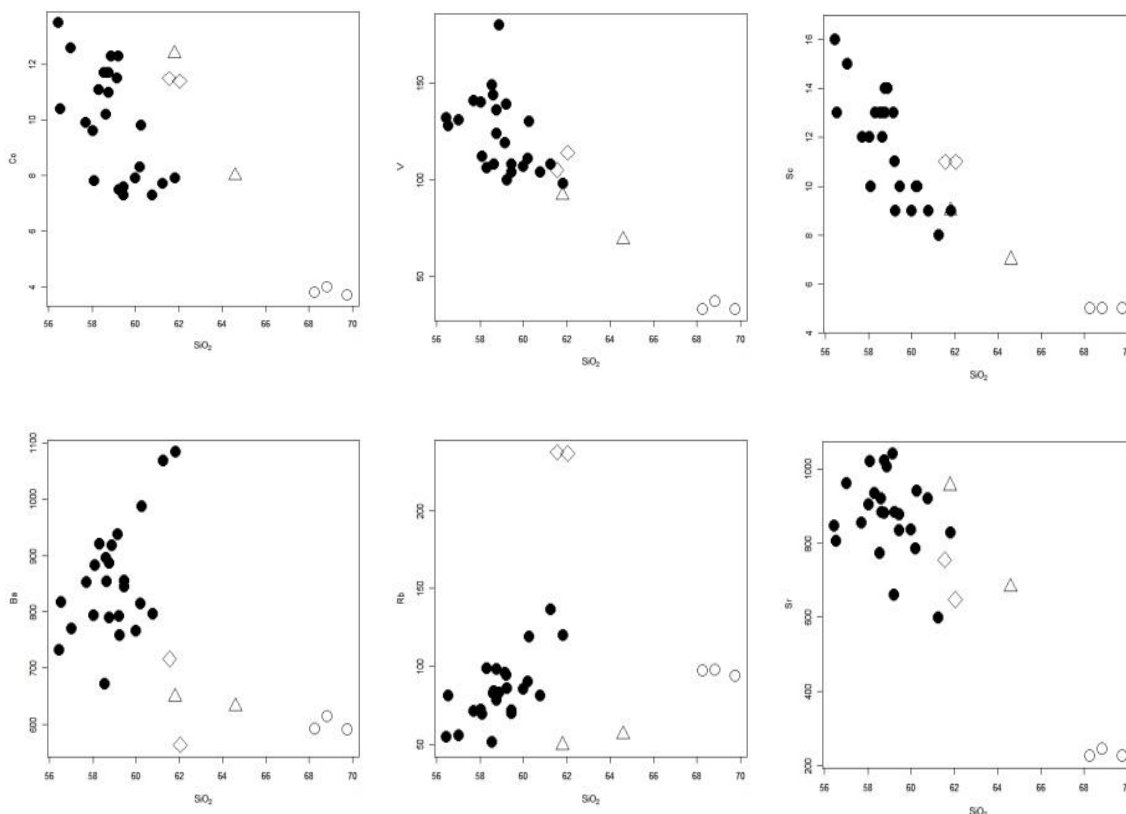 Co
4 6 8 10 12
56 58 60 62 64 66 68 70
SiO₂
V
50 100 150
56 58 60 62 64 66 68 70
SiO₂
Sc
4 6 8 10 12 14 16
56 58 60 62 64 66 68 70
SiO₂
Ba
600 700 800 900 1000 1100
56 58 60 62 64 66 68 70
SiO₂
Rb
50 100 150 200
56 58 60 62 64 66 68 70
SiO₂
Sr
200 400 600 800 1000
56 58 60 62 64 66 68 70
SiO₂